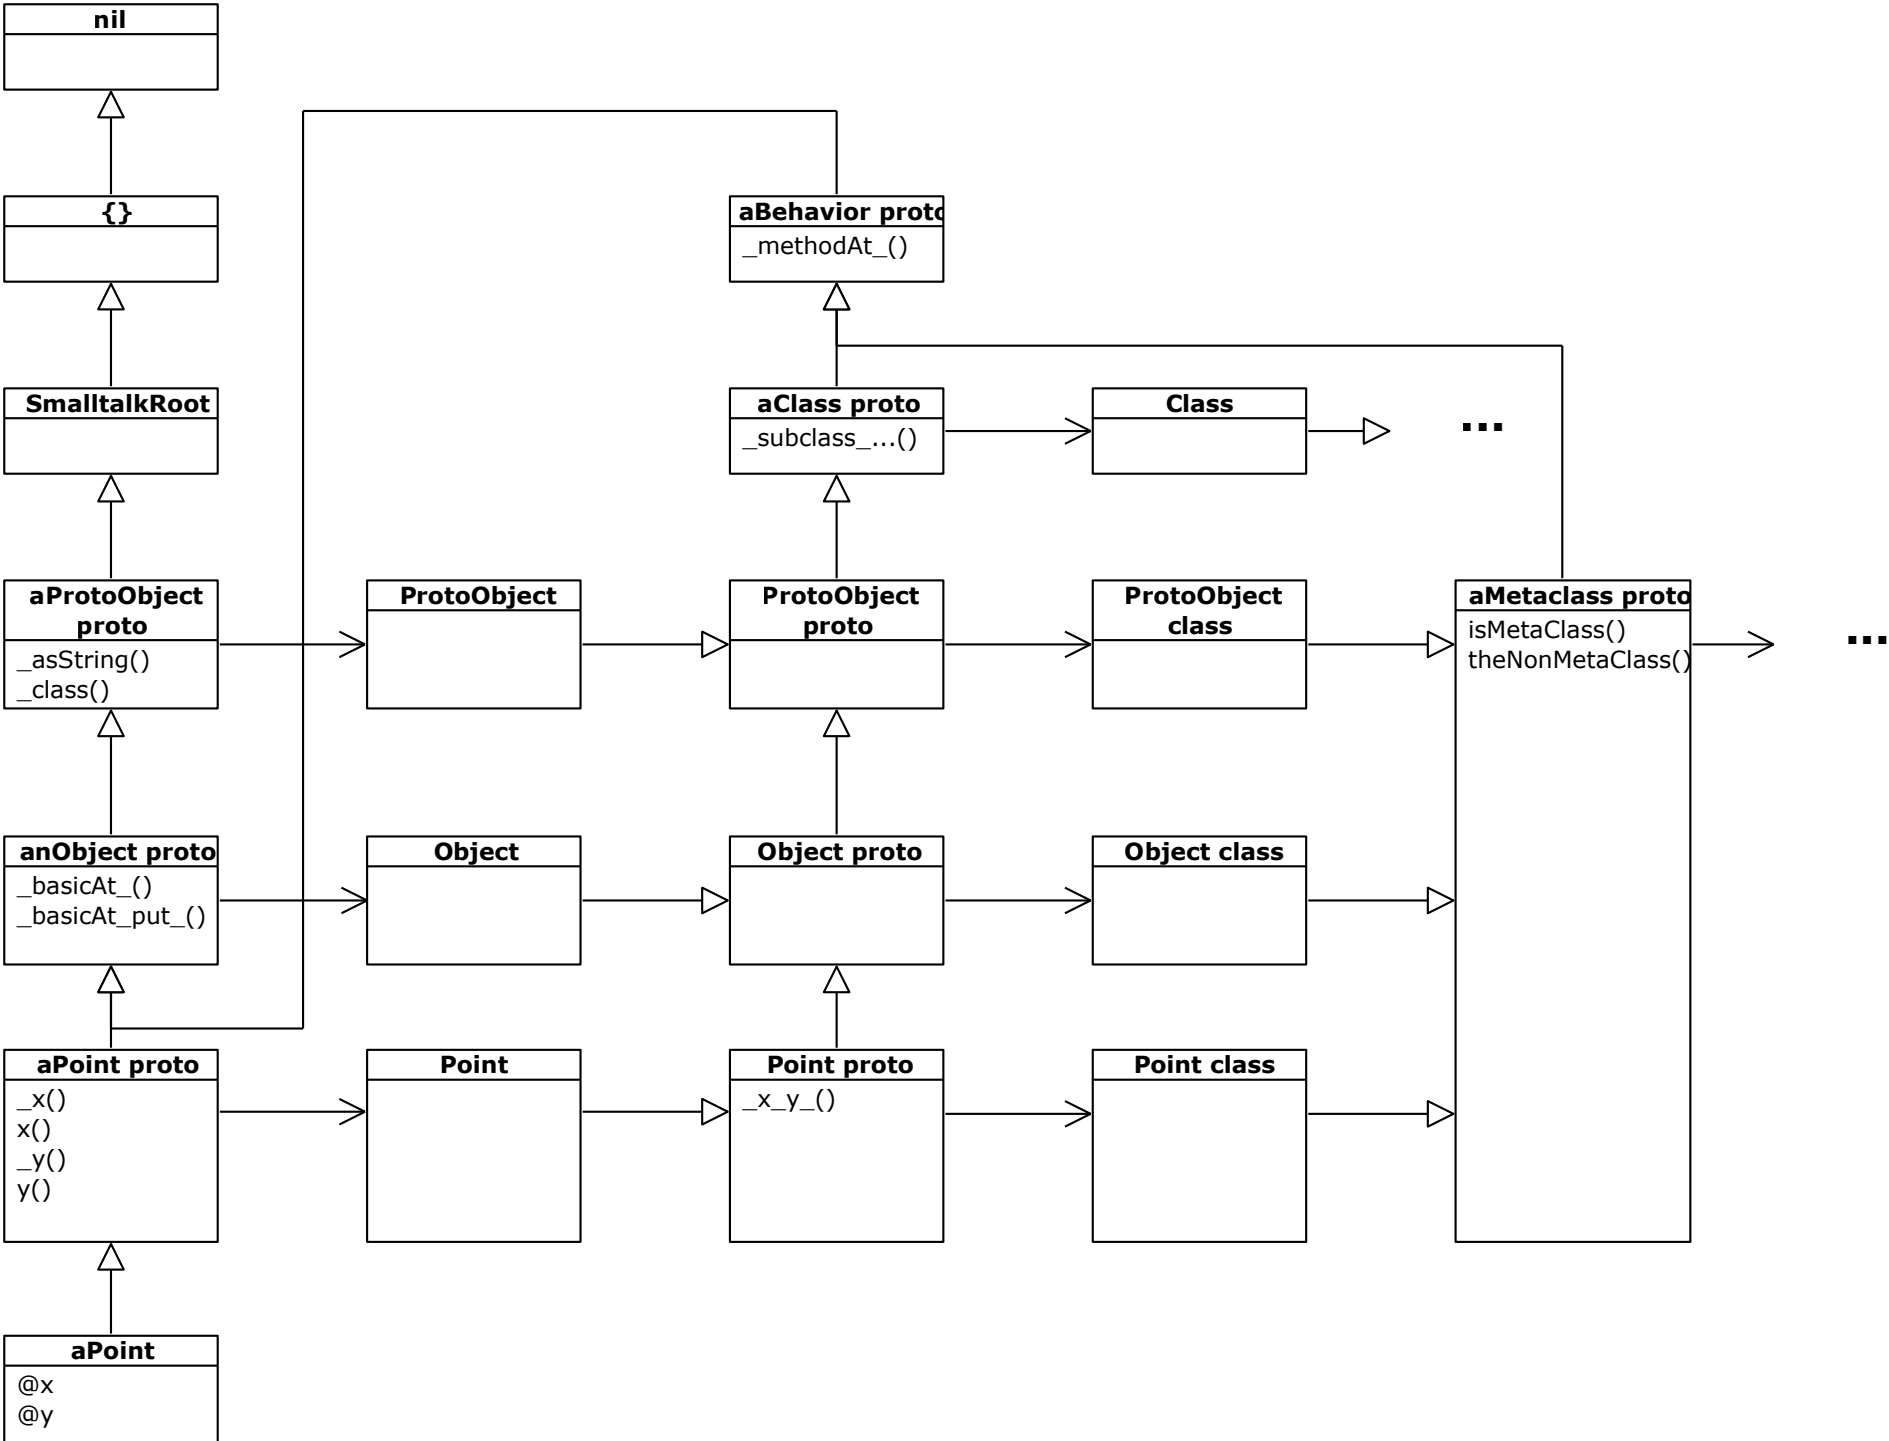 nil
{}
aBehavior proto
_methodAt_()
SmalltalkRoot
aClass proto
_subclass_...()
Class
...
aProtoObject
proto
_asString()
_class()
ProtoObject
ProtoObject
proto
ProtoObject
class
aMetaclass proto
isMetaClass()
theNonMetaClass()
...
anObject proto
_basicAt_()
_basicAt_put_()
Object
Object proto
Object class
aPoint proto
_x()
x()
_y()
y()
Point
Point proto
_x_y_()
Point class
aPoint
@x
@y